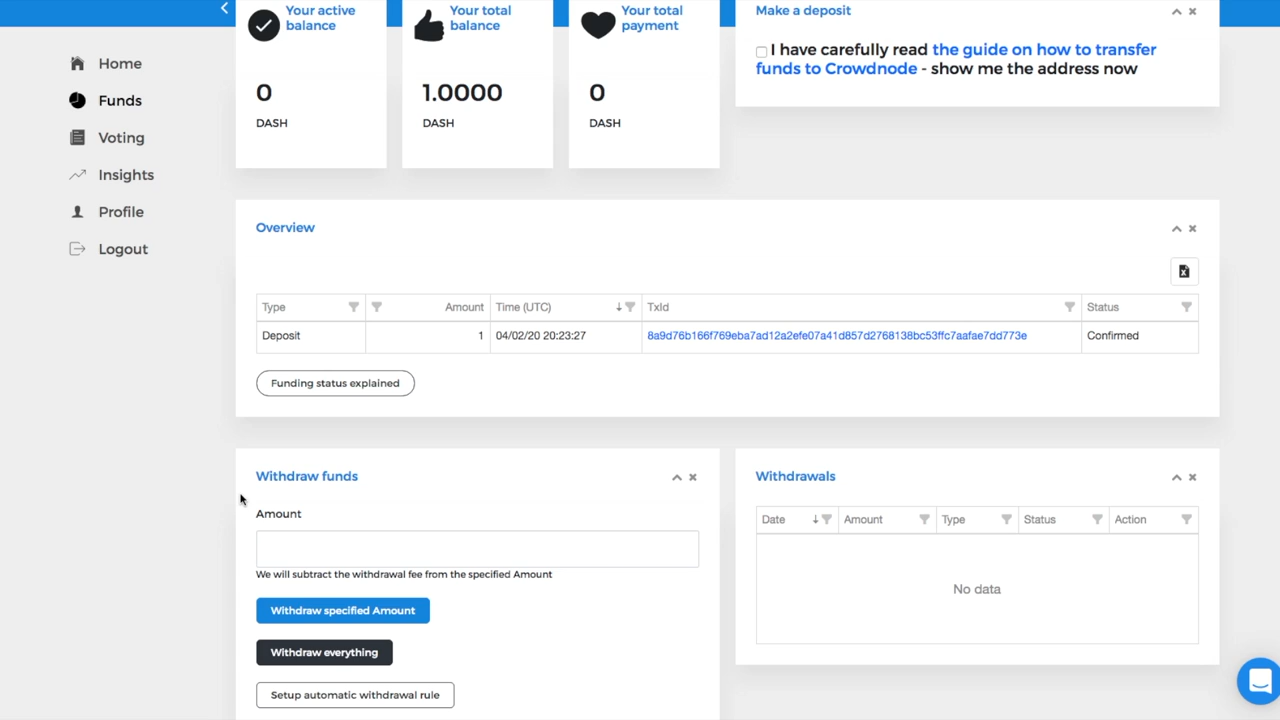 Home
Funds
Voting
Insights
Profile
Logout
Your active
balance
0
DASH
Your total
balance
1.0000
DASH
Your total
payment
0
DASH
Make a deposit
I have carefully read the guide on how to transfer
funds to Crowdnode - show me the address now
Overview
Type Amount Time (UTC) TxId Status
Deposit 1 04/02/20 20:23:27 8a9d76b166f769eba7ad12a2efe07a41d857d2768138bc53ffc7aafae7dd773e Confirmed
Funding status explained
Withdraw funds
Amount
We will subtract the withdrawal fee from the specified Amount
Withdraw specified Amount
Withdraw everything
Setup automatic withdrawal rule
Withdrawals
Date Amount Type Status Action
No data